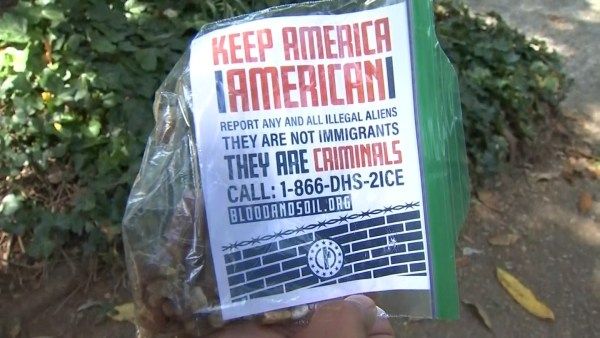 KEEP AMERICA
AMERICAN
REPORT ANY AND ALL ILLEGAL ALIENS
THEY ARE NOT IMMIGRANTS
THEY ARE CRIMINALS
CALL: 1-866-DHS-2ICE
BLOODANDSOIL.ORG